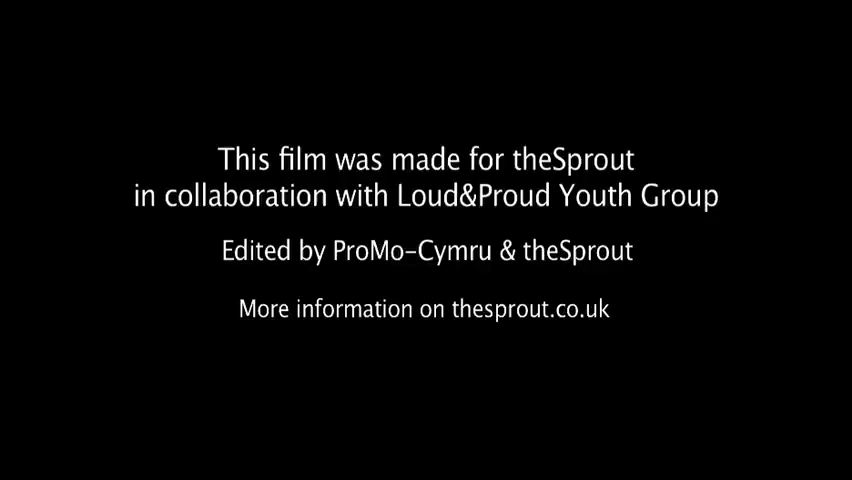 This film was made for theSprout
in collaboration with Loud&Proud Youth Group
Edited by ProMo-Cymru & theSprout
More information on thesprout.co.uk